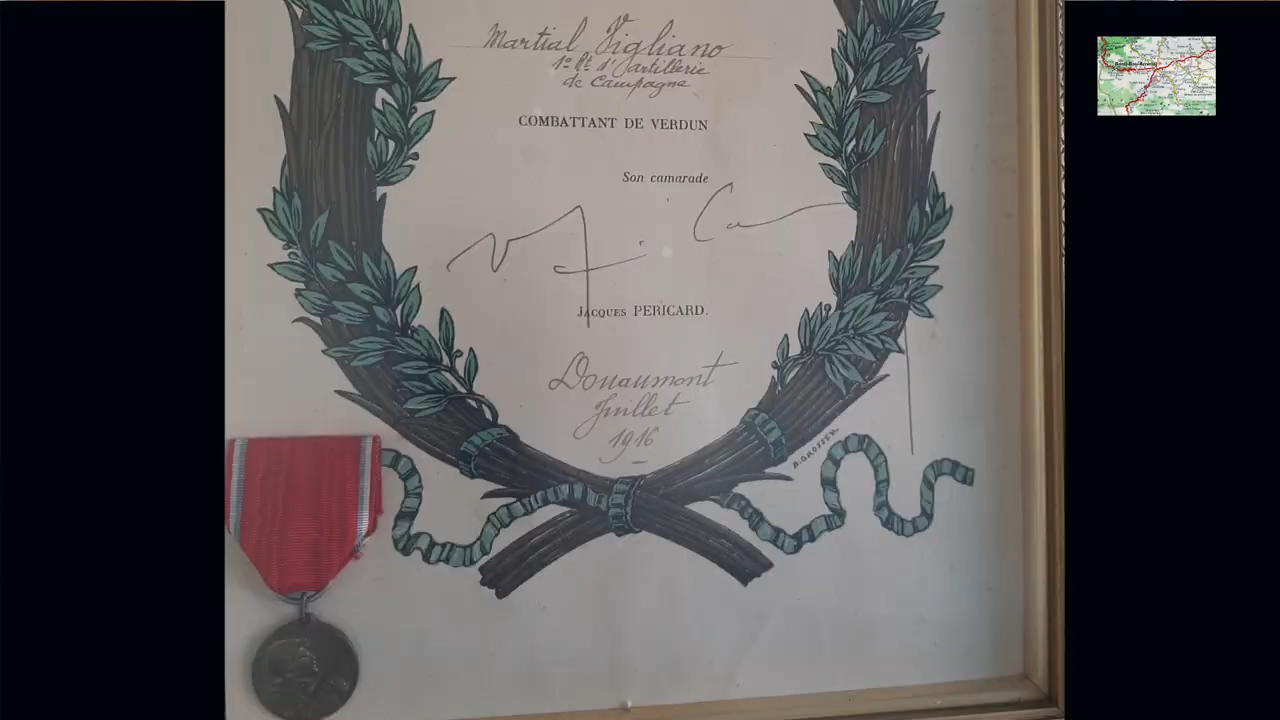 Martial Vigliano
1er Rt d'Artillerie
de Campagne
COMBATTANT DE VERDUN
Son camarade
JACQUES PERICARD.
Douaumont
Juillet
1916